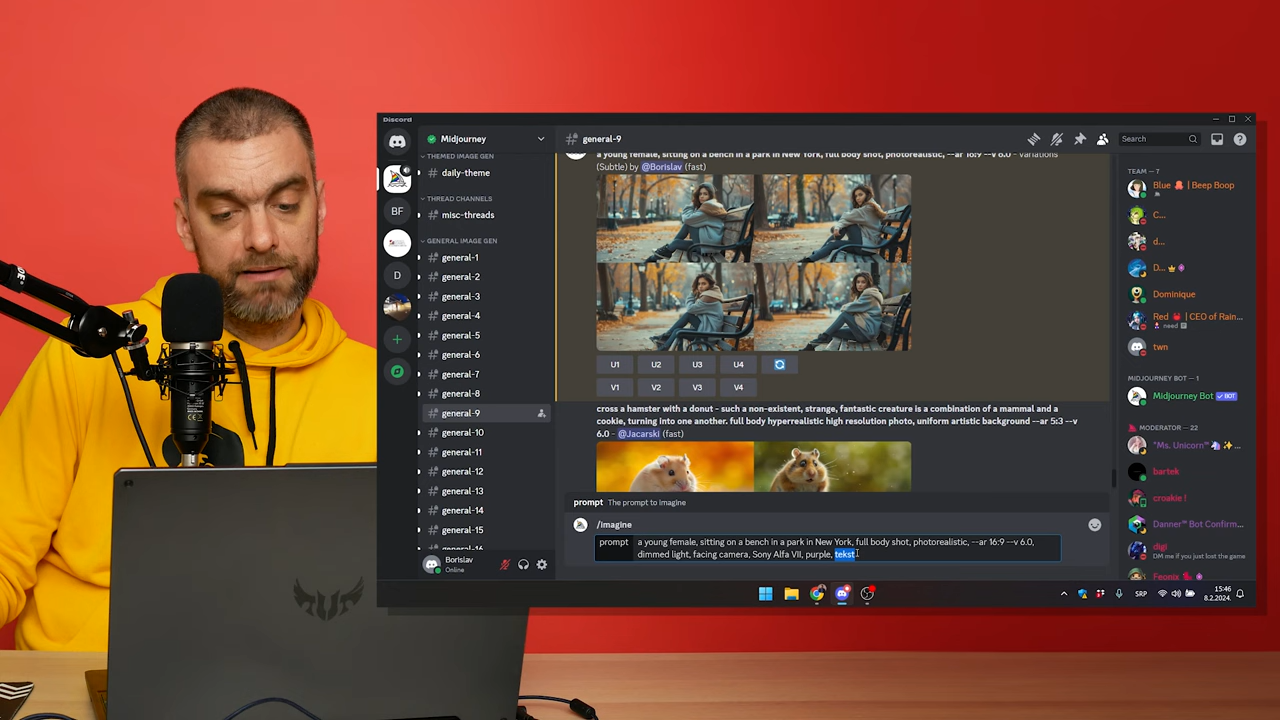 Discord
Midjourney
general-9
Search
THEMED IMAGE GEN
daily-theme
THREAD CHANNELS
misc-threads
GENERAL IMAGE GEN
general-1
general-2
general-3
general-4
general-5
general-6
general-7
general-8
general-9
general-10
general-11
general-12
general-13
general-14
general-15
general-16
BF
D
Borislav
Online
a young female, sitting on a bench in a park in New York, full body shot, photorealistic, --ar 16:9 --v 6.0 - Variations
(Subtle) by @Borislav (fast)
U1 U2 U3 U4
V1 V2 V3 V4
cross a hamster with a donut - such a non-existent, strange, fantastic creature is a combination of a mammal and a
cookie, turning into one another. full body hyperrealistic high resolution photo, uniform artistic background --ar 5:3 --v
6.0 - @Jacarski (fast)
prompt The prompt to imagine
/imagine
prompt a young female, sitting on a bench in a park in New York, full body shot, photorealistic, --ar 16:9 --v 6.0,
dimmed light, facing camera, Sony Alfa VII, purple, tekst
TEAM — 7
Blue | Beep Boop
C...
d...
D...
Dominique
Red | CEO of Rain...
need
twn
MIDJOURNEY BOT — 1
Midjourney Bot BOT
MODERATOR — 22
"Ms. Unicorn"
bartek
croakie !
Danner™ Bot Confirm...
digi
DM me if you just lost the game
Feonix
SRP
15:46
8.2.2024.